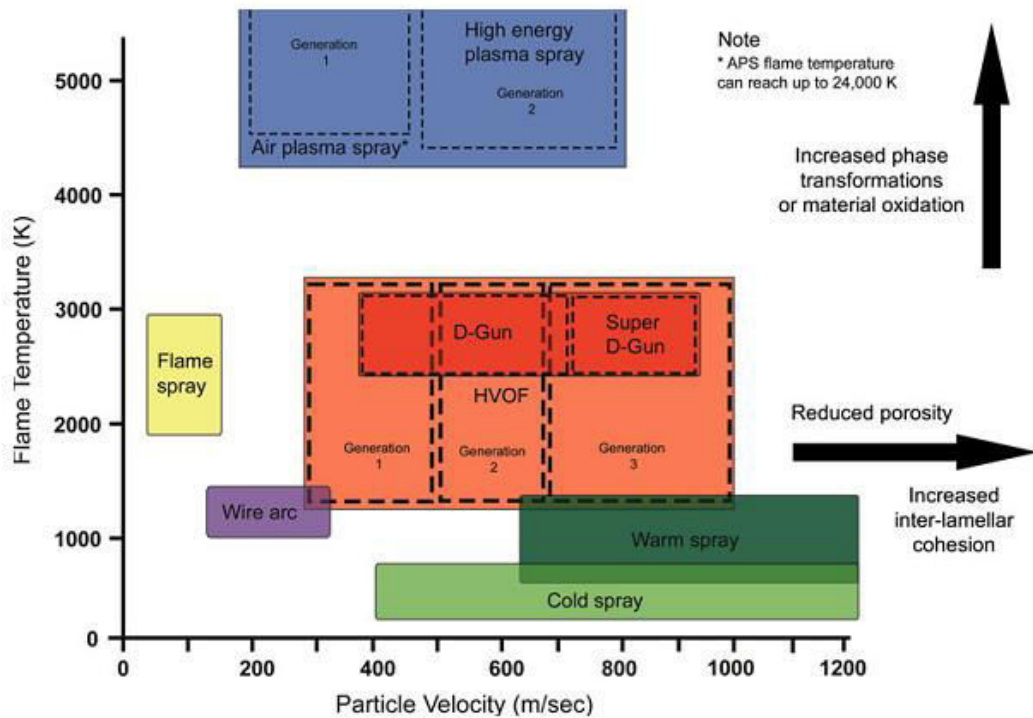 Generation
1
High energy
plasma spray
Generation
2
Air plasma spray*
Note
* APS flame temperature
can reach up to 24,000 K
Increased phase
transformations
or material oxidation
5000
4000
3000
2000
1000
0
Flame Temperature (K)
Flame
spray
D-Gun
Super
D-Gun
HVOF
Generation
1
Generation
2
Generation
3
Wire arc
Warm spray
Cold spray
Reduced porosity
Increased
inter-lamellar
cohesion
0
200
400
600
800
1000
1200
Particle Velocity (m/sec)